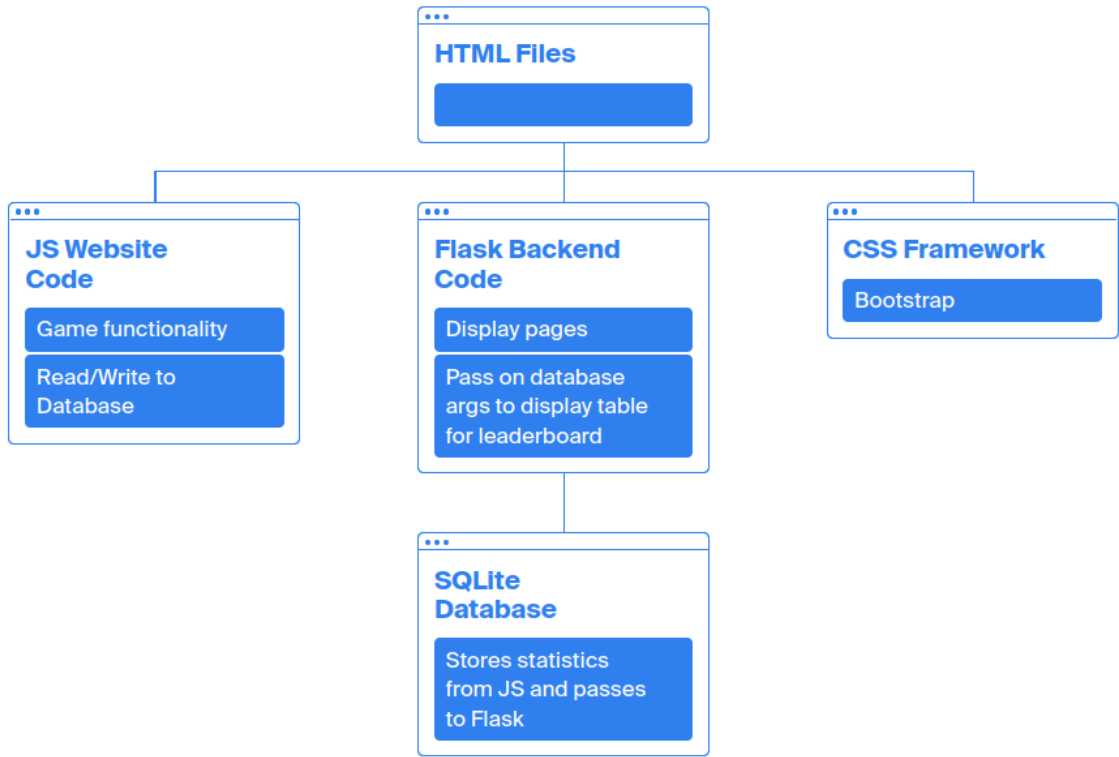 HTML Files
JS Website
Code
Game functionality
Read/Write to
Database
Flask Backend
Code
Display pages
Pass on database
args to display table
for leaderboard
CSS Framework
Bootstrap
SQLite
Database
Stores statistics
from JS and passes
to Flask